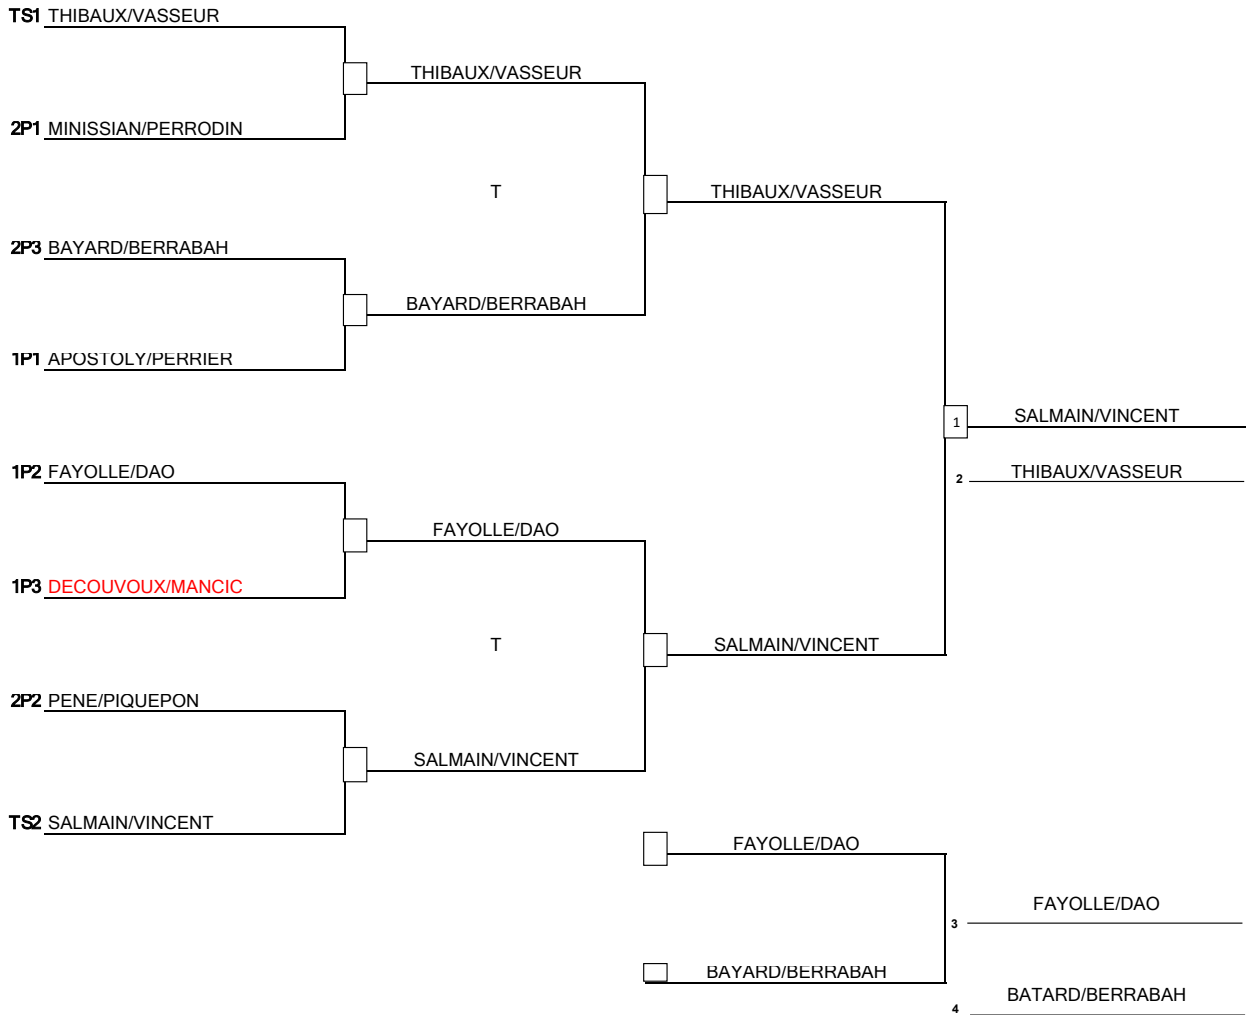 TS1 THIBAUX/VASSEUR
THIBAUX/VASSEUR
2P1 MINISSIAN/PERRODIN
T
THIBAUX/VASSEUR
2P3 BAYARD/BERRABAH
BAYARD/BERRABAH
1P1 APOSTOLY/PERRIER
1 SALMAIN/VINCENT
2 THIBAUX/VASSEUR
1P2 FAYOLLE/DAO
FAYOLLE/DAO
1P3 DECOUVOUX/MANCIC
T
SALMAIN/VINCENT
2P2 PENE/PIQUEPON
SALMAIN/VINCENT
TS2 SALMAIN/VINCENT
FAYOLLE/DAO
3 FAYOLLE/DAO
BAYARD/BERRABAH
4 BATARD/BERRABAH